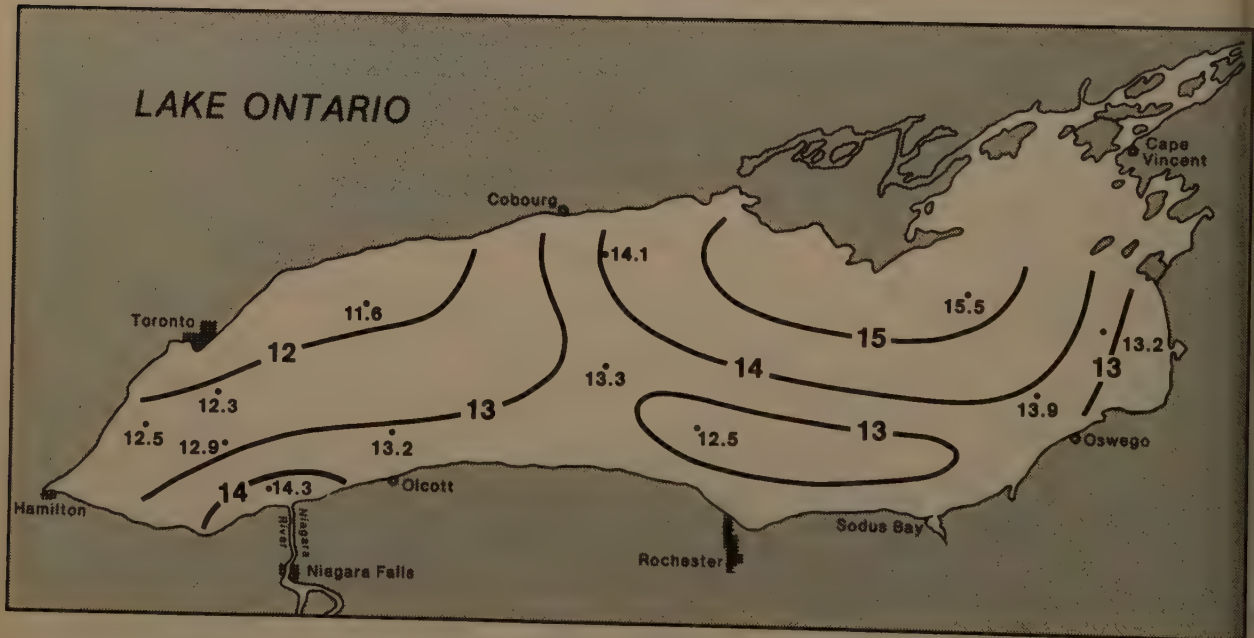 LAKE ONTARIO
Cape
Vincent
Cobourg
14.1
11.6
15.5
Toronto
12
15
13.2
14
13
13.3
12.3
13.9
13
12.5
12.9
13.2
12.5
13
Oswego
14
14.3
Olcott
Hamilton
Niagara
River
Sodus Bay
Rochester
Niagara Falls